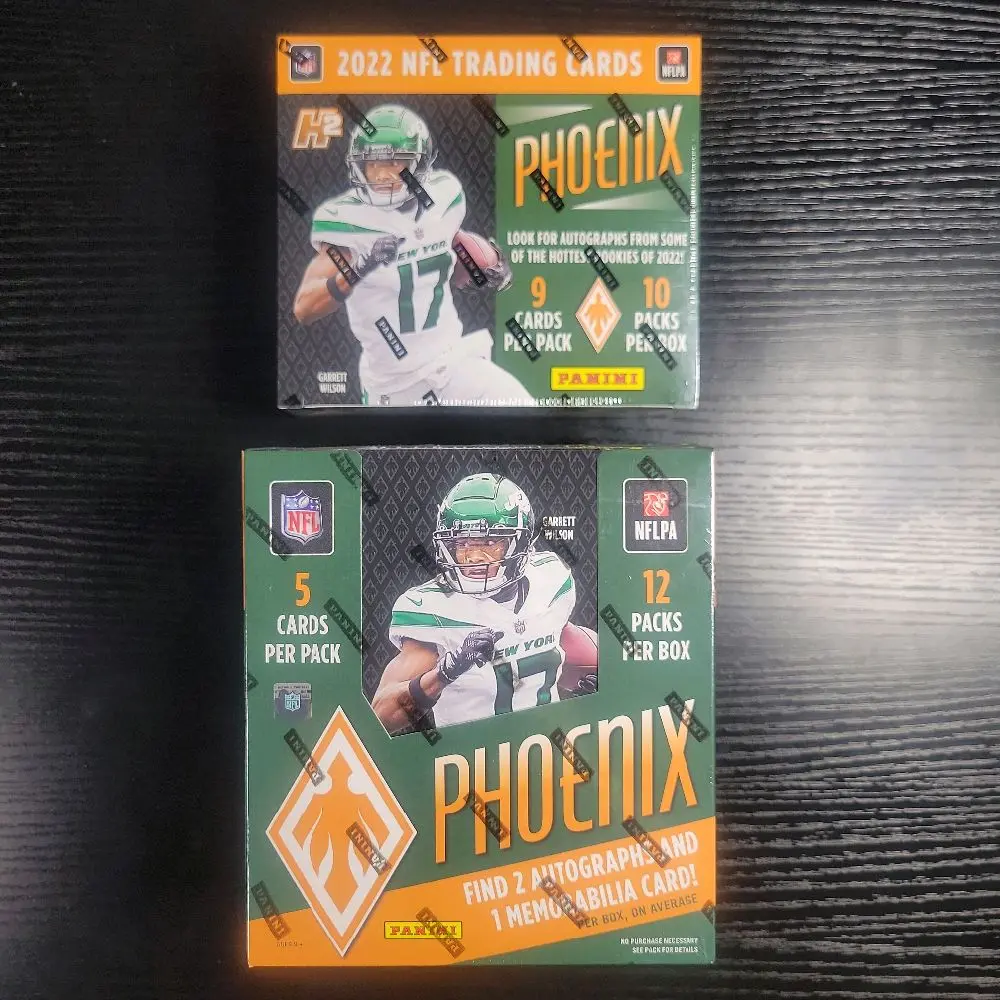 2022 NFL TRADING CARDS
NFLPA
H2
PHOENIX
LOOK FOR AUTOGRAPHS FROM SOME
OF THE HOTTEST ROOKIES OF 2022!
9
CARDS
PER PACK
10
PACKS
PER BOX
NEW YORK
17
GARRETT
WILSON
PANINI
NFL
5
CARDS
PER PACK
GARRETT
WILSON
NEW YORK
17
NFLPA
12
PACKS
PER BOX
PHOENIX
FIND 2 AUTOGRAPHS AND
1 MEMORABILIA CARD!
PER BOX, ON AVERAGE
PANINI
NO PURCHASE NECESSARY
SEE PACK FOR DETAILS